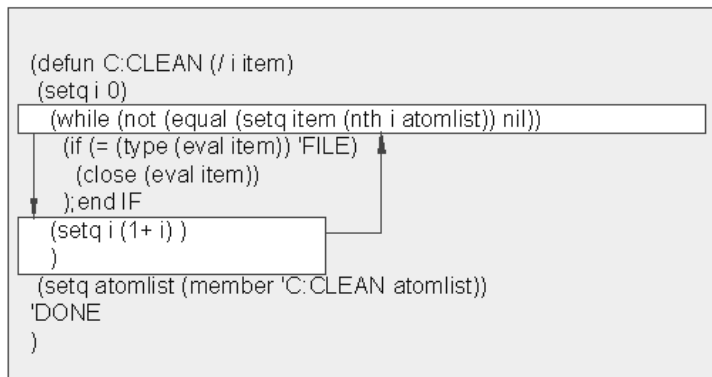 (defun C:CLEAN (/ i item)
(setq i 0)
(while (not (equal (setq item (nth i atomlist)) nil))
(if (= (type (eval item)) 'FILE)
(close (eval item))
);end IF
(setq i (1+ i) )
)
(setq atomlist (member 'C:CLEAN atomlist))
'DONE
)